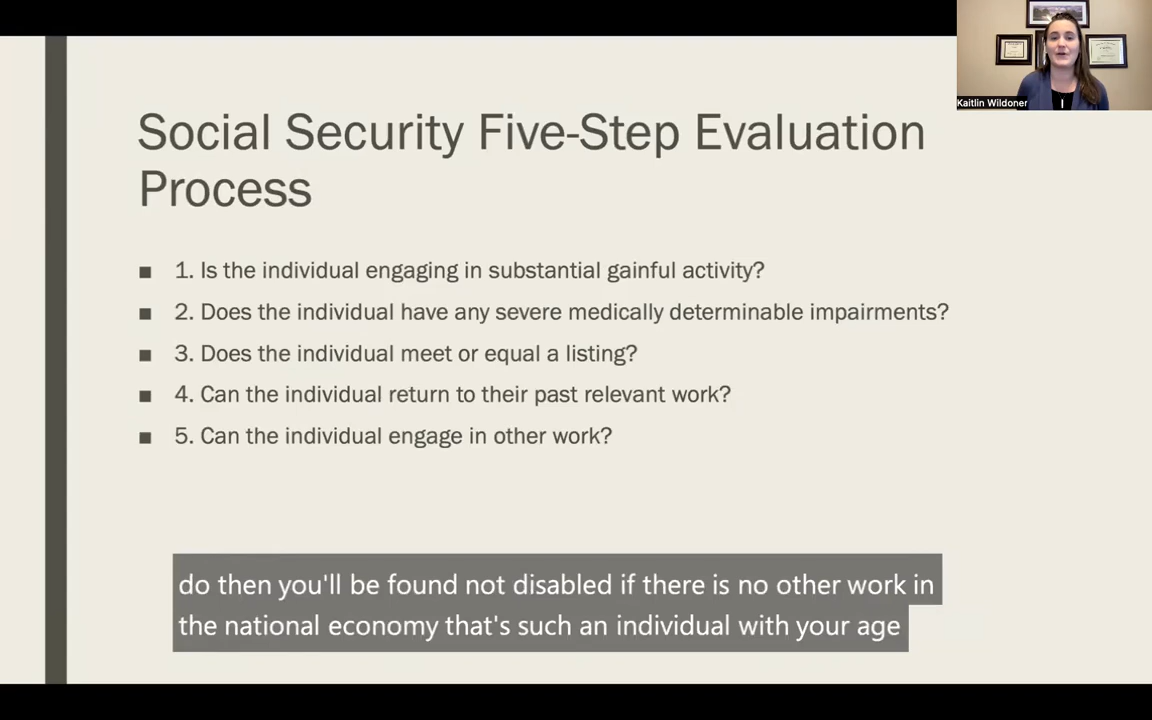 Kaitlin Wildoner
Social Security Five-Step Evaluation
Process
■ 1. Is the individual engaging in substantial gainful activity?
■ 2. Does the individual have any severe medically determinable impairments?
■ 3. Does the individual meet or equal a listing?
■ 4. Can the individual return to their past relevant work?
■ 5. Can the individual engage in other work?
do then you'll be found not disabled if there is no other work in
the national economy that's such an individual with your age